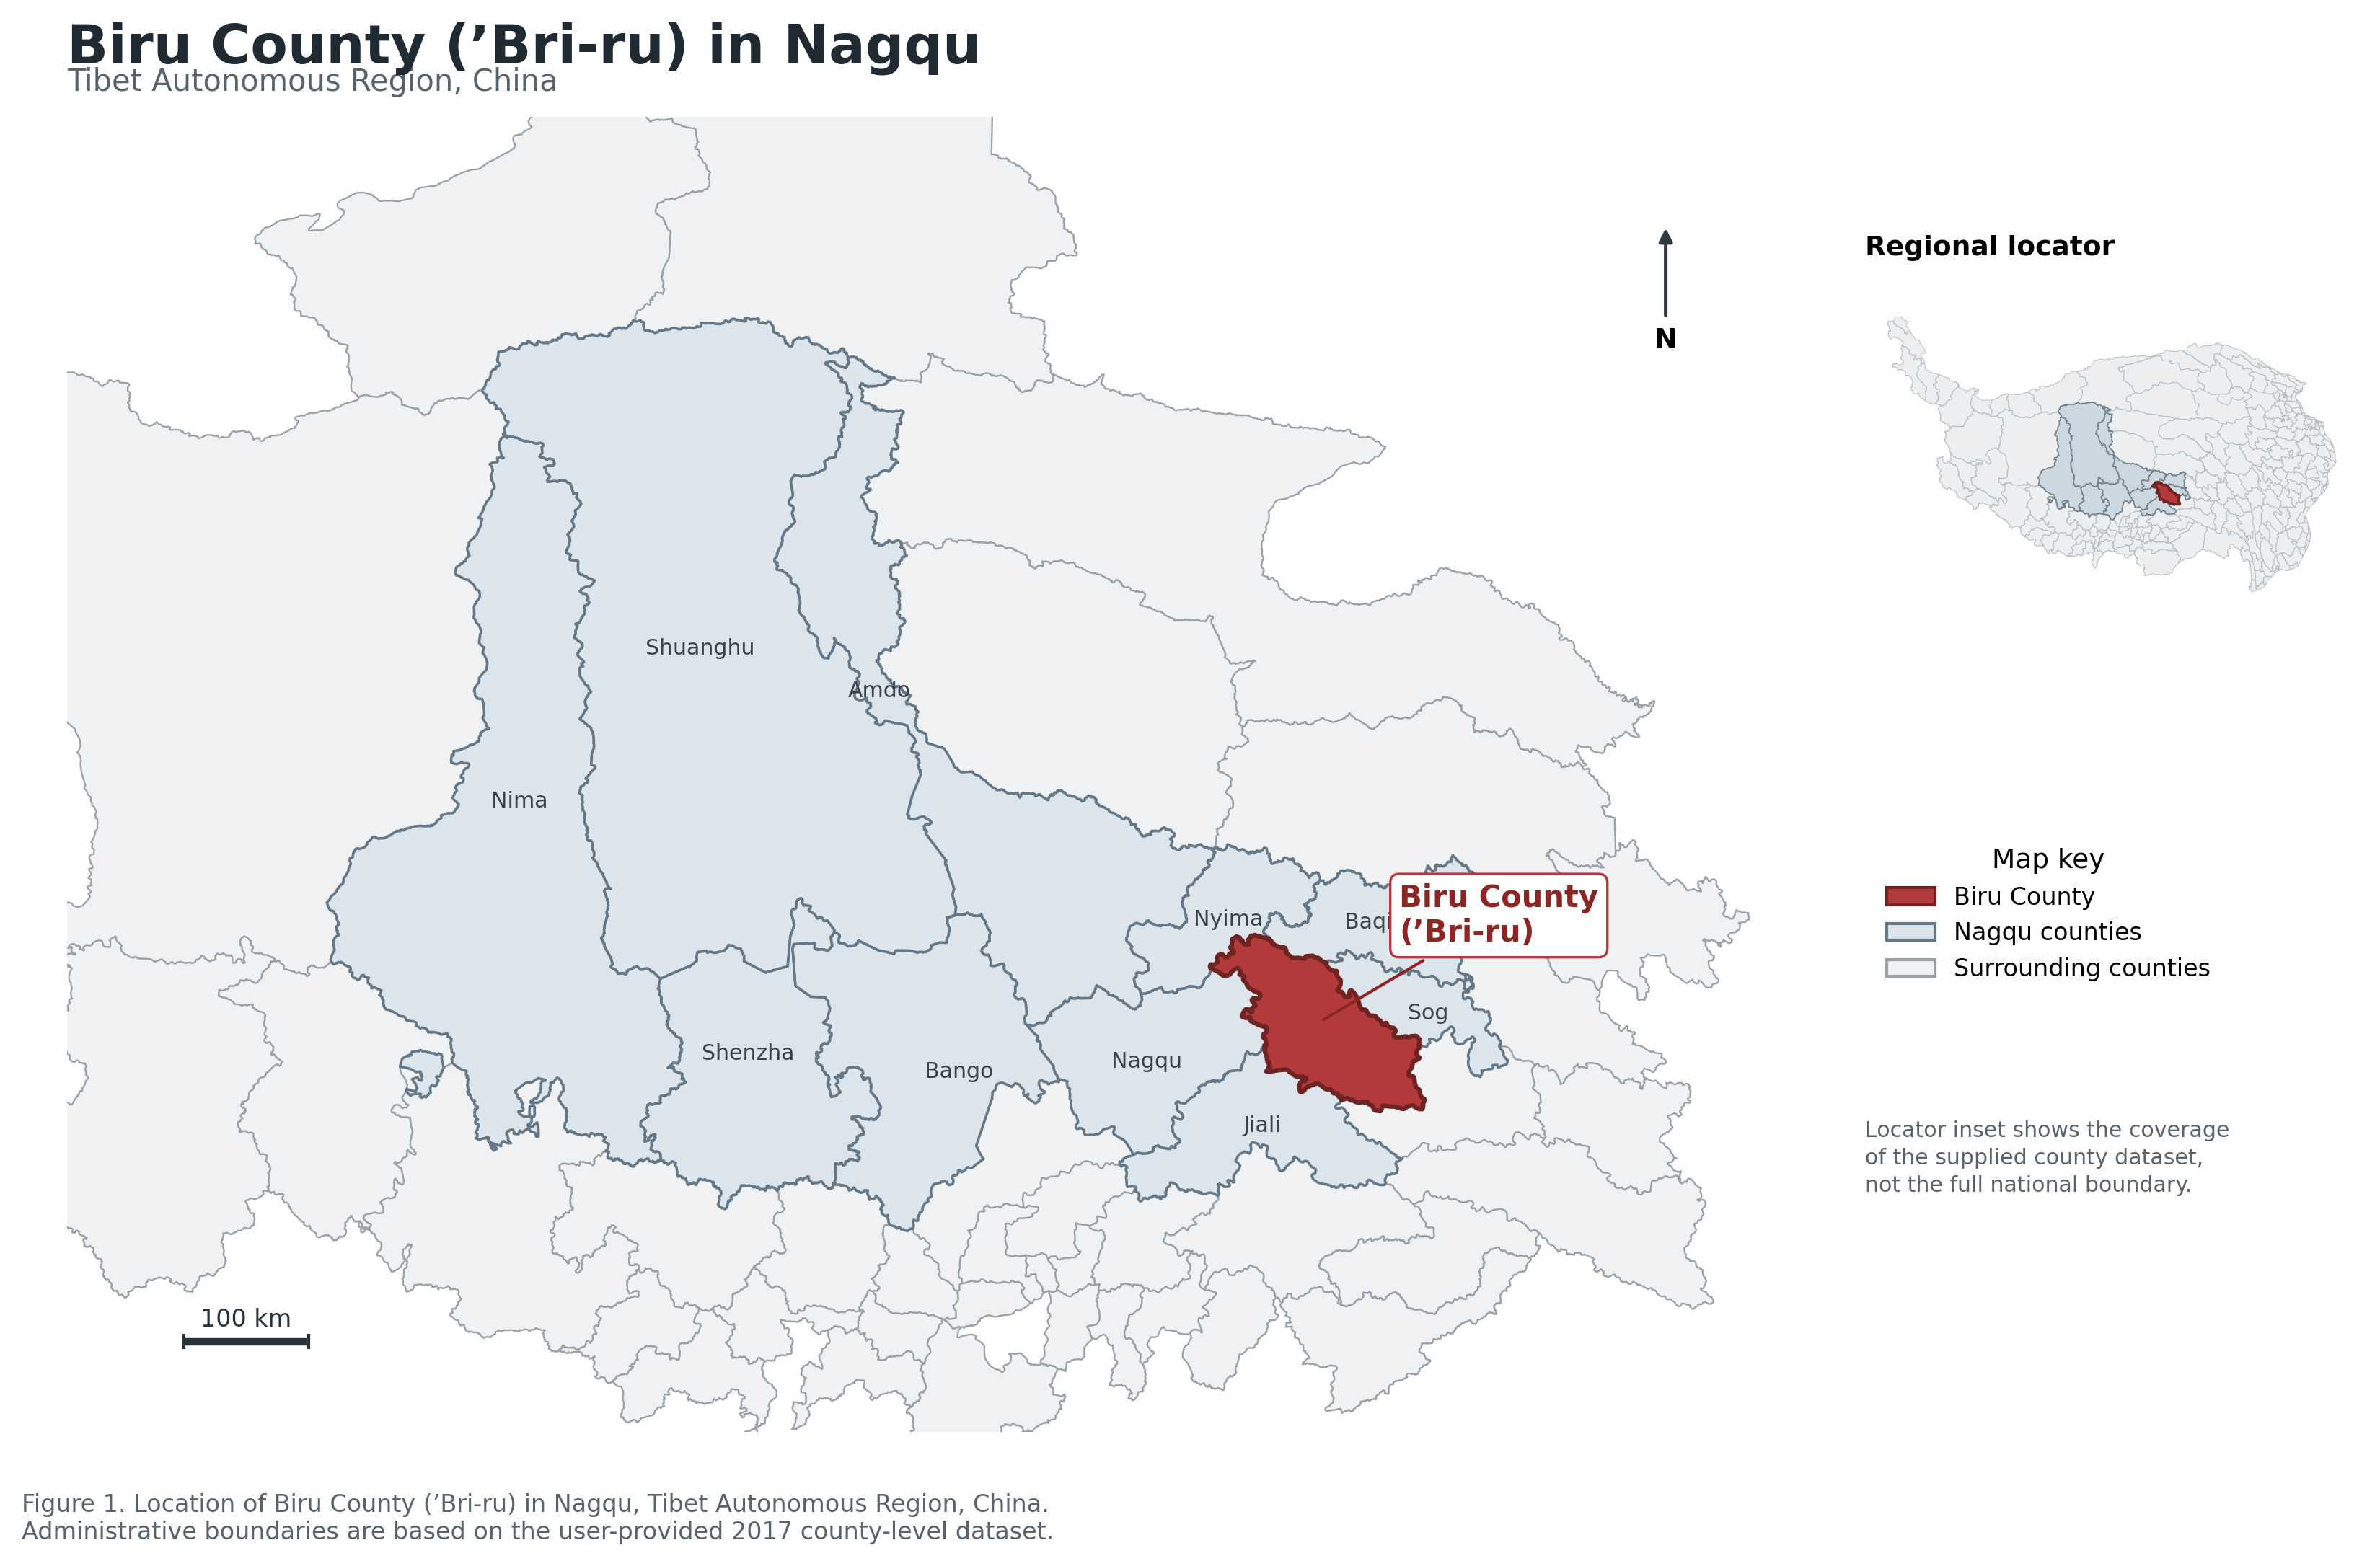 Biru County (’Bri-ru) in Nagqu
Tibet Autonomous Region, China
N
Regional locator
Shuanghu
Amdo
Nima
Nyima
Biru County
(’Bri-ru)
Sog
Shenzha
Bango
Nagqu
Jiali
100 km
Map key
Biru County
Nagqu counties
Surrounding counties
Locator inset shows the coverage
of the supplied county dataset,
not the full national boundary.
Figure 1. Location of Biru County (’Bri-ru) in Nagqu, Tibet Autonomous Region, China.
Administrative boundaries are based on the user-provided 2017 county-level dataset.